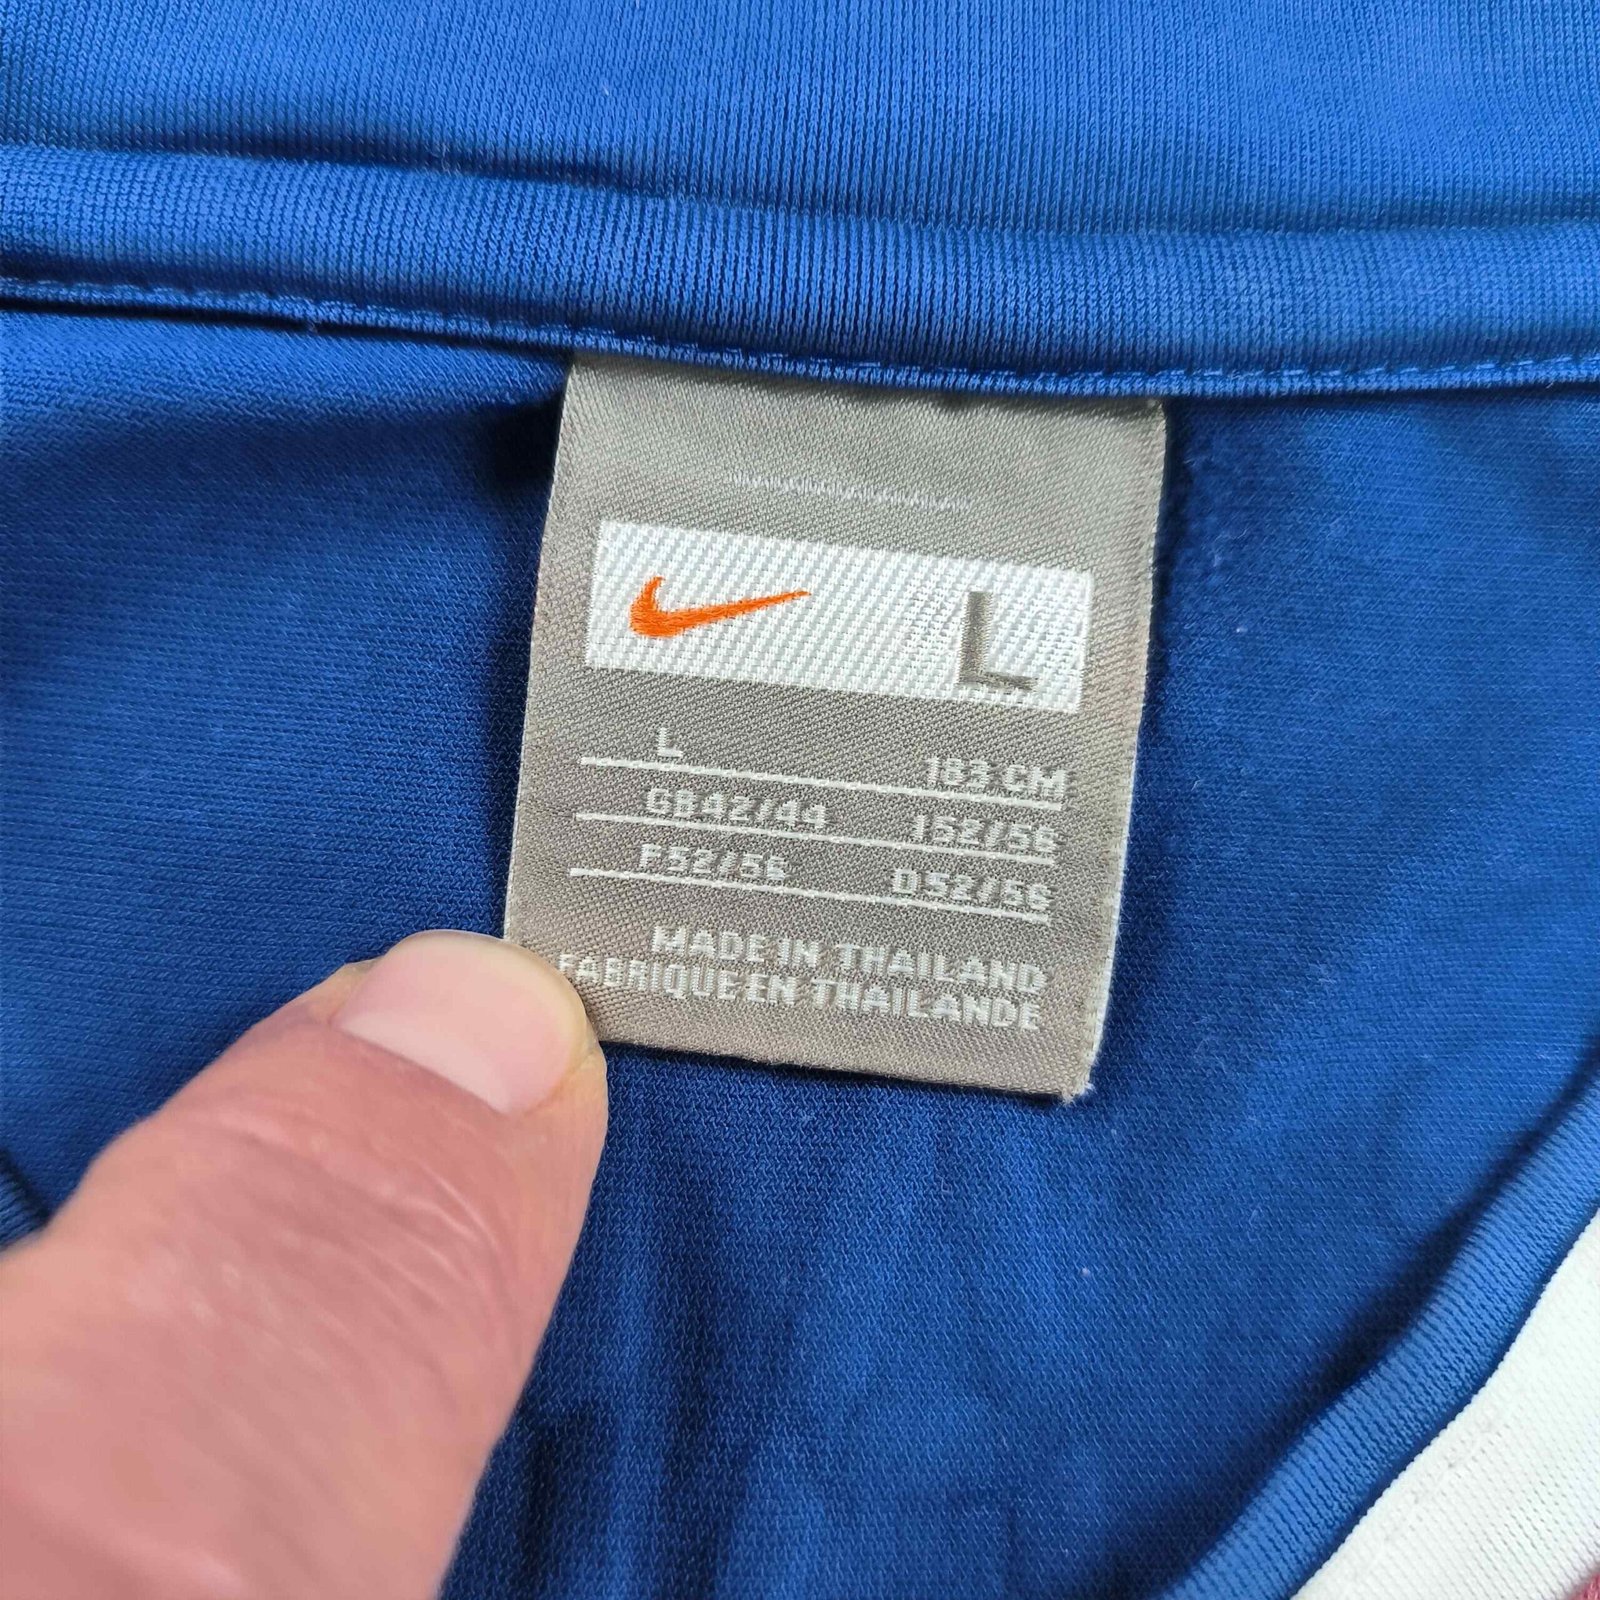 L
L 183 CM
GB42/44 I52/56
F52/56 D52/56
MADE IN THAILAND
FABRIQUE EN THAILANDE